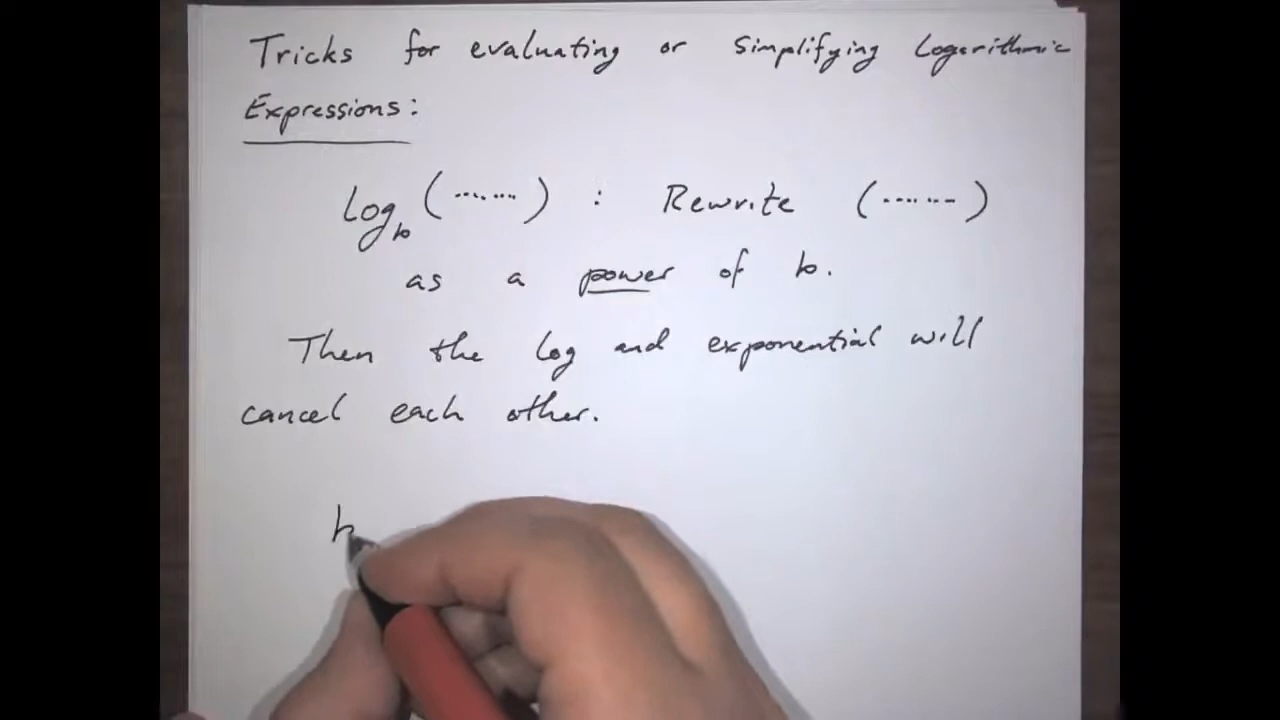 Tricks for evaluating or Simplifying Logarithmic
Expressions:
log_b (.......) : Rewrite (.......)
as a power of b.
Then the log and exponential will
cancel each other.
b